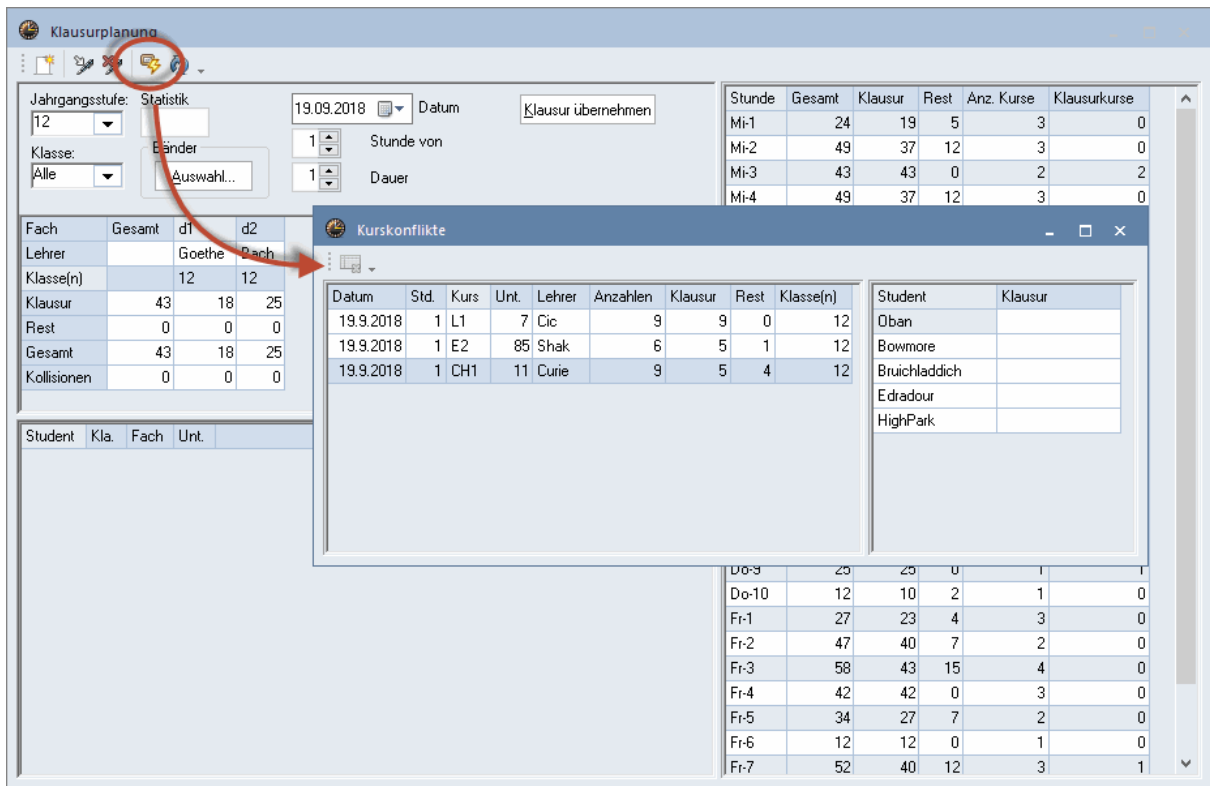 Klausurplanung
Jahrgangsstufe: Statistik
12
19.09.2018 Datum Klausur übernehmen
1 Stunde von
Klasse: Bänder
Alle Auswahl...
1 Dauer
Fach Gesamt d1 d2
Lehrer Goethe Bach
Klasse(n) 12 12
Klausur 43 18 25
Rest 0 0 0
Gesamt 43 18 25
Kollisionen 0 0 0
Student Kla. Fach Unt.
Stunde Gesamt Klausur Rest Anz. Kurse Klausurkurse
Mi-1 24 19 5 3 0
Mi-2 49 37 12 3 0
Mi-3 43 43 0 2 2
Mi-4 49 37 12 3 0
Kurskonflikte
Datum Std. Kurs Unt. Lehrer Anzahlen Klausur Rest Klasse(n)
19.9.2018 1 L1 7 Cic 9 9 0 12
19.9.2018 1 E2 85 Shak 6 5 1 12
19.9.2018 1 CH1 11 Curie 9 5 4 12
Student Klausur
Oban
Bowmore
Bruichladdich
Edradour
HighPark
Do-9 25 25 0 1 1
Do-10 12 10 2 1 0
Fr-1 27 23 4 3 0
Fr-2 47 40 7 2 0
Fr-3 58 43 15 4 0
Fr-4 42 42 0 3 0
Fr-5 34 27 7 2 0
Fr-6 12 12 0 1 0
Fr-7 52 40 12 3 1